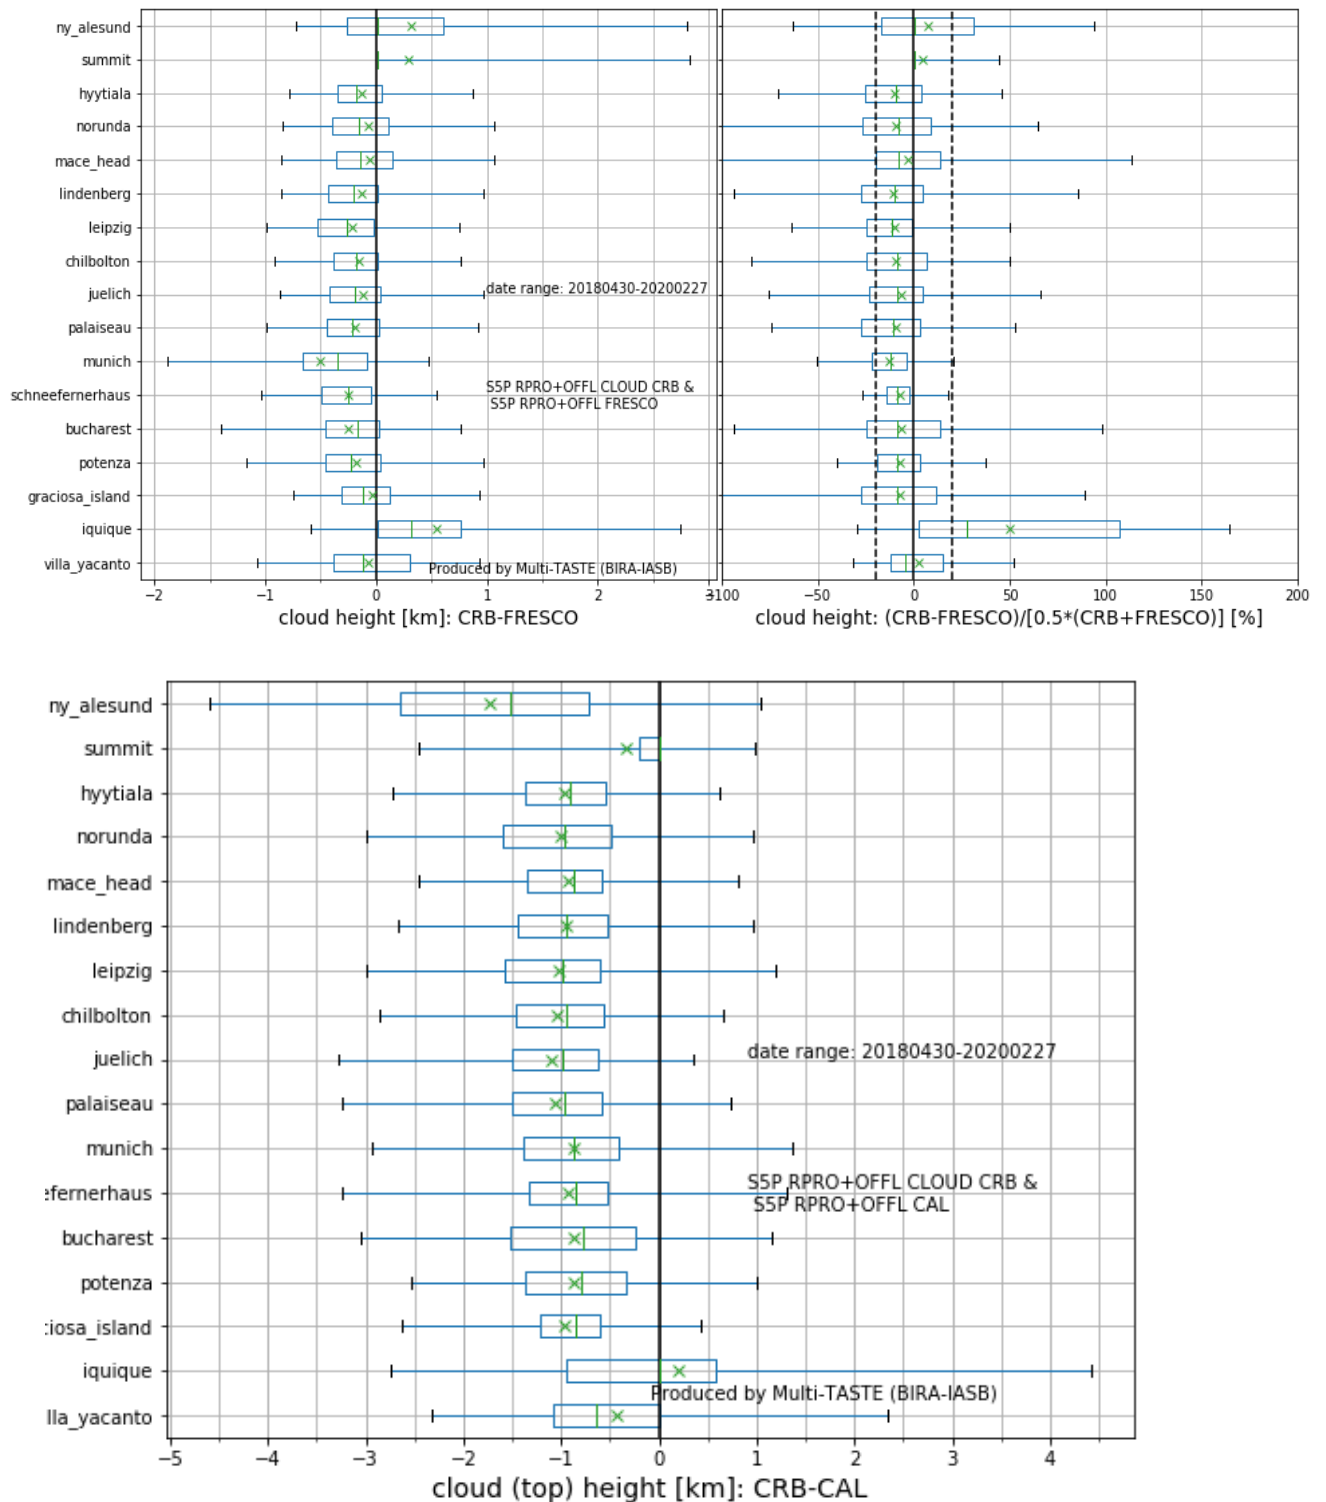 ny_alesund
summit
hyytiala
norunda
mace_head
lindenberg
leipzig
chilbolton
juelich
date range: 20180430-20200227
palaiseau
munich
schneefernerhaus
S5P RPRO+OFFL CLOUD CRB &
S5P RPRO+OFFL FRESCO
bucharest
potenza
graciosa_island
iquique
villa_yacanto
Produced by Multi-TASTE (BIRA-IASB)
−2 −1 0 1 2 3
cloud height [km]: CRB-FRESCO
−100 −50 0 50 100 150 200
cloud height: (CRB-FRESCO)/[0.5*(CRB+FRESCO)] [%]
ny_alesund
summit
hyytiala
norunda
mace_head
lindenberg
leipzig
chilbolton
juelich
date range: 20180430-20200227
palaiseau
munich
efernerhaus
S5P RPRO+OFFL CLOUD CRB &
S5P RPRO+OFFL CAL
bucharest
potenza
ciosa_island
iquique
Produced by Multi-TASTE (BIRA-IASB)
lla_yacanto
−5 −4 −3 −2 −1 0 1 2 3 4
cloud (top) height [km]: CRB-CAL